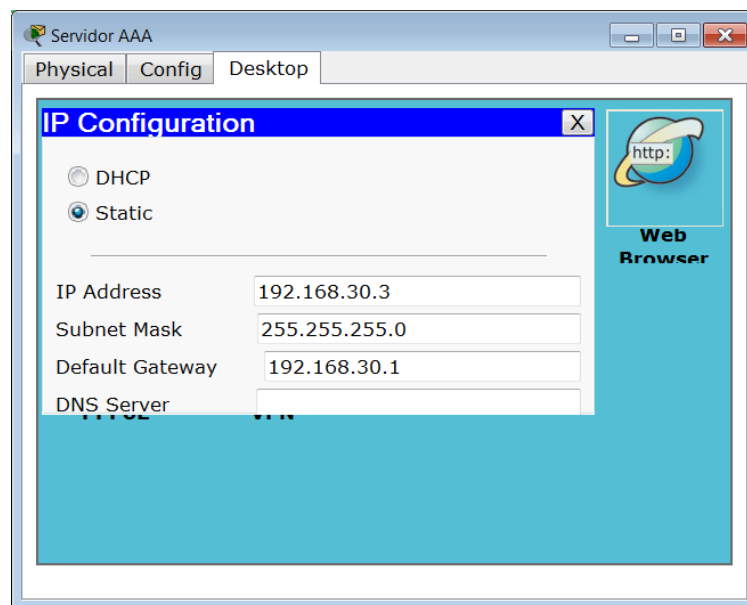 Servidor AAA
Physical Config Desktop
IP Configuration X
http:
DHCP
Static
Web
Browser
IP Address 192.168.30.3
Subnet Mask 255.255.255.0
Default Gateway 192.168.30.1
DNS Server
VPN